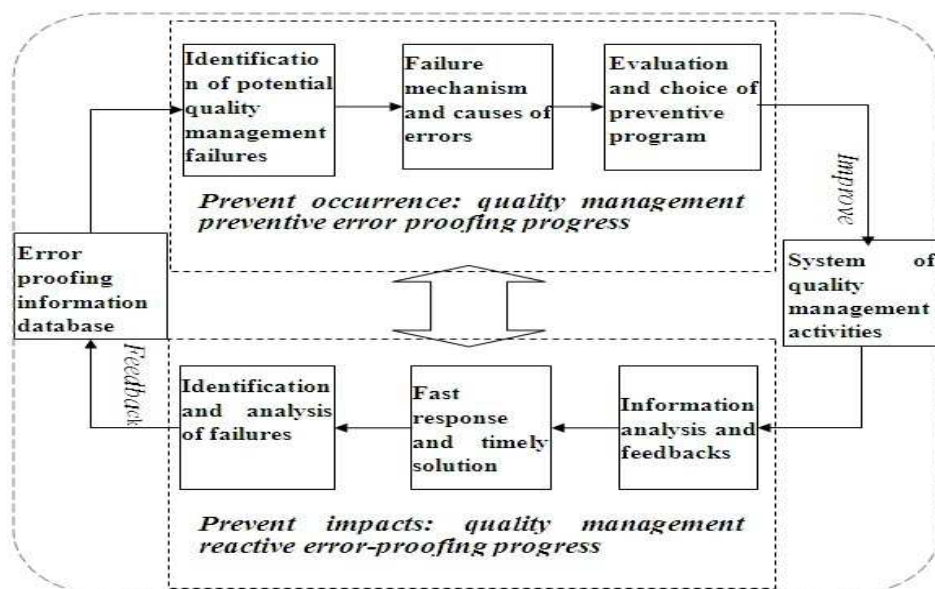 Identificatio
n of potential
quality
management
failures
Failure
mechanism
and causes of
errors
Evaluation
and choice of
preventive
program
Prevent occurrence: quality management
preventive error proofing progress
Improve
Error
proofing
information
database
System of
quality
management
activities
Feedback
Identification
and analysis
of failures
Fast
response
and timely
solution
Information
analysis and
feedbacks
Prevent impacts: quality management
reactive error-proofing progress